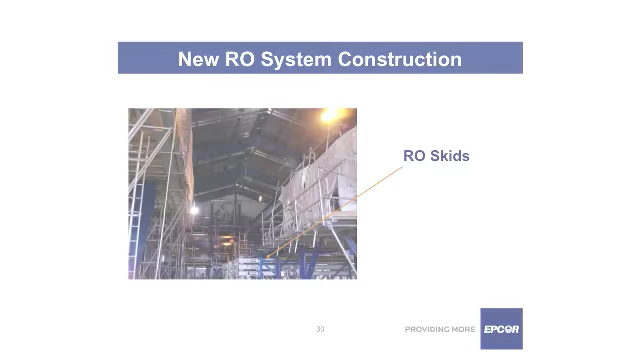 New RO System Construction
RO Skids
30
PROVIDING MORE
EPCOR